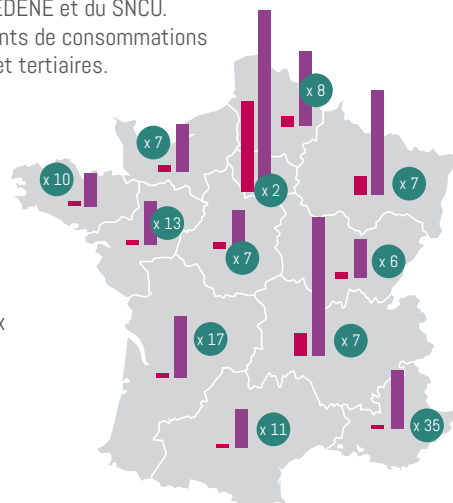 EDENE et du SNCU.
nts de consommations
et tertiaires.
x 8
x 7
x 10
x 2
x 7
x 13
x 7
x 6
x
x 17
x 7
x 11
x 35